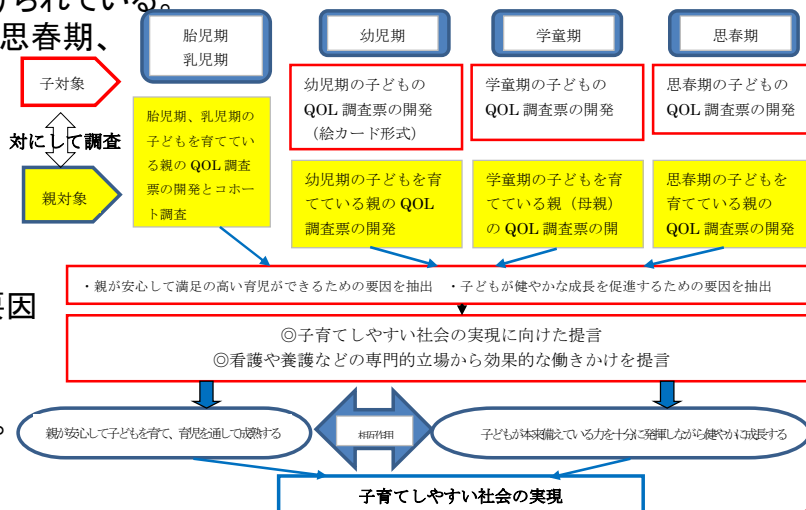 げられている。
思春期、
胎児期
乳児期
幼児期
学童期
思春期
子対象
対にして調査
親対象
幼児期の子どもの
QOL 調査票の開発
（絵カード形式）
学童期の子どもの
QOL 調査票の開発
思春期の子どもの
QOL 調査票の開発
胎児期、乳児期の
子どもを育ててい
る親の QOL 調査
票の開発とコホー
ト調査
幼児期の子どもを育
てている親の QOL
調査票の開発
学童期の子どもを育
てている親（母親）
の QOL 調査票の開
思春期の子どもを
育てている親の
QOL 調査票の開発
要因
・親が安心して満足の高い育児ができるための要因を抽出 ・子どもが健やかな成長を促進するための要因を抽出
◎子育てしやすい社会の実現に向けた提言
◎看護や養護などの専門的立場から効果的な働きかけを提言
。
親が安心して子どもを育て、育児を通して成熟する
相互作用
子どもが本来備えている力を十分に発揮しながら健やかに成長する
子育てしやすい社会の実現